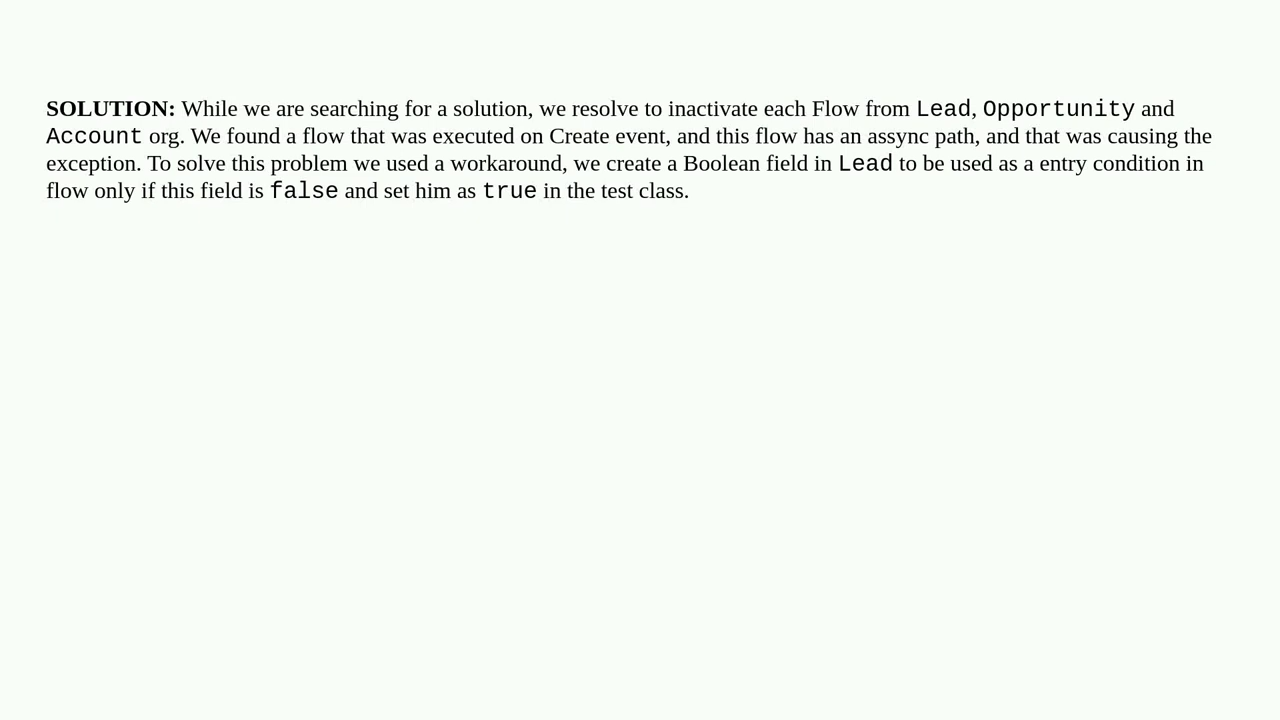 SOLUTION: While we are searching for a solution, we resolve to inactivate each Flow from Lead, Opportunity and
Account org. We found a flow that was executed on Create event, and this flow has an assync path, and that was causing the
exception. To solve this problem we used a workaround, we create a Boolean field in Lead to be used as a entry condition in
flow only if this field is false and set him as true in the test class.